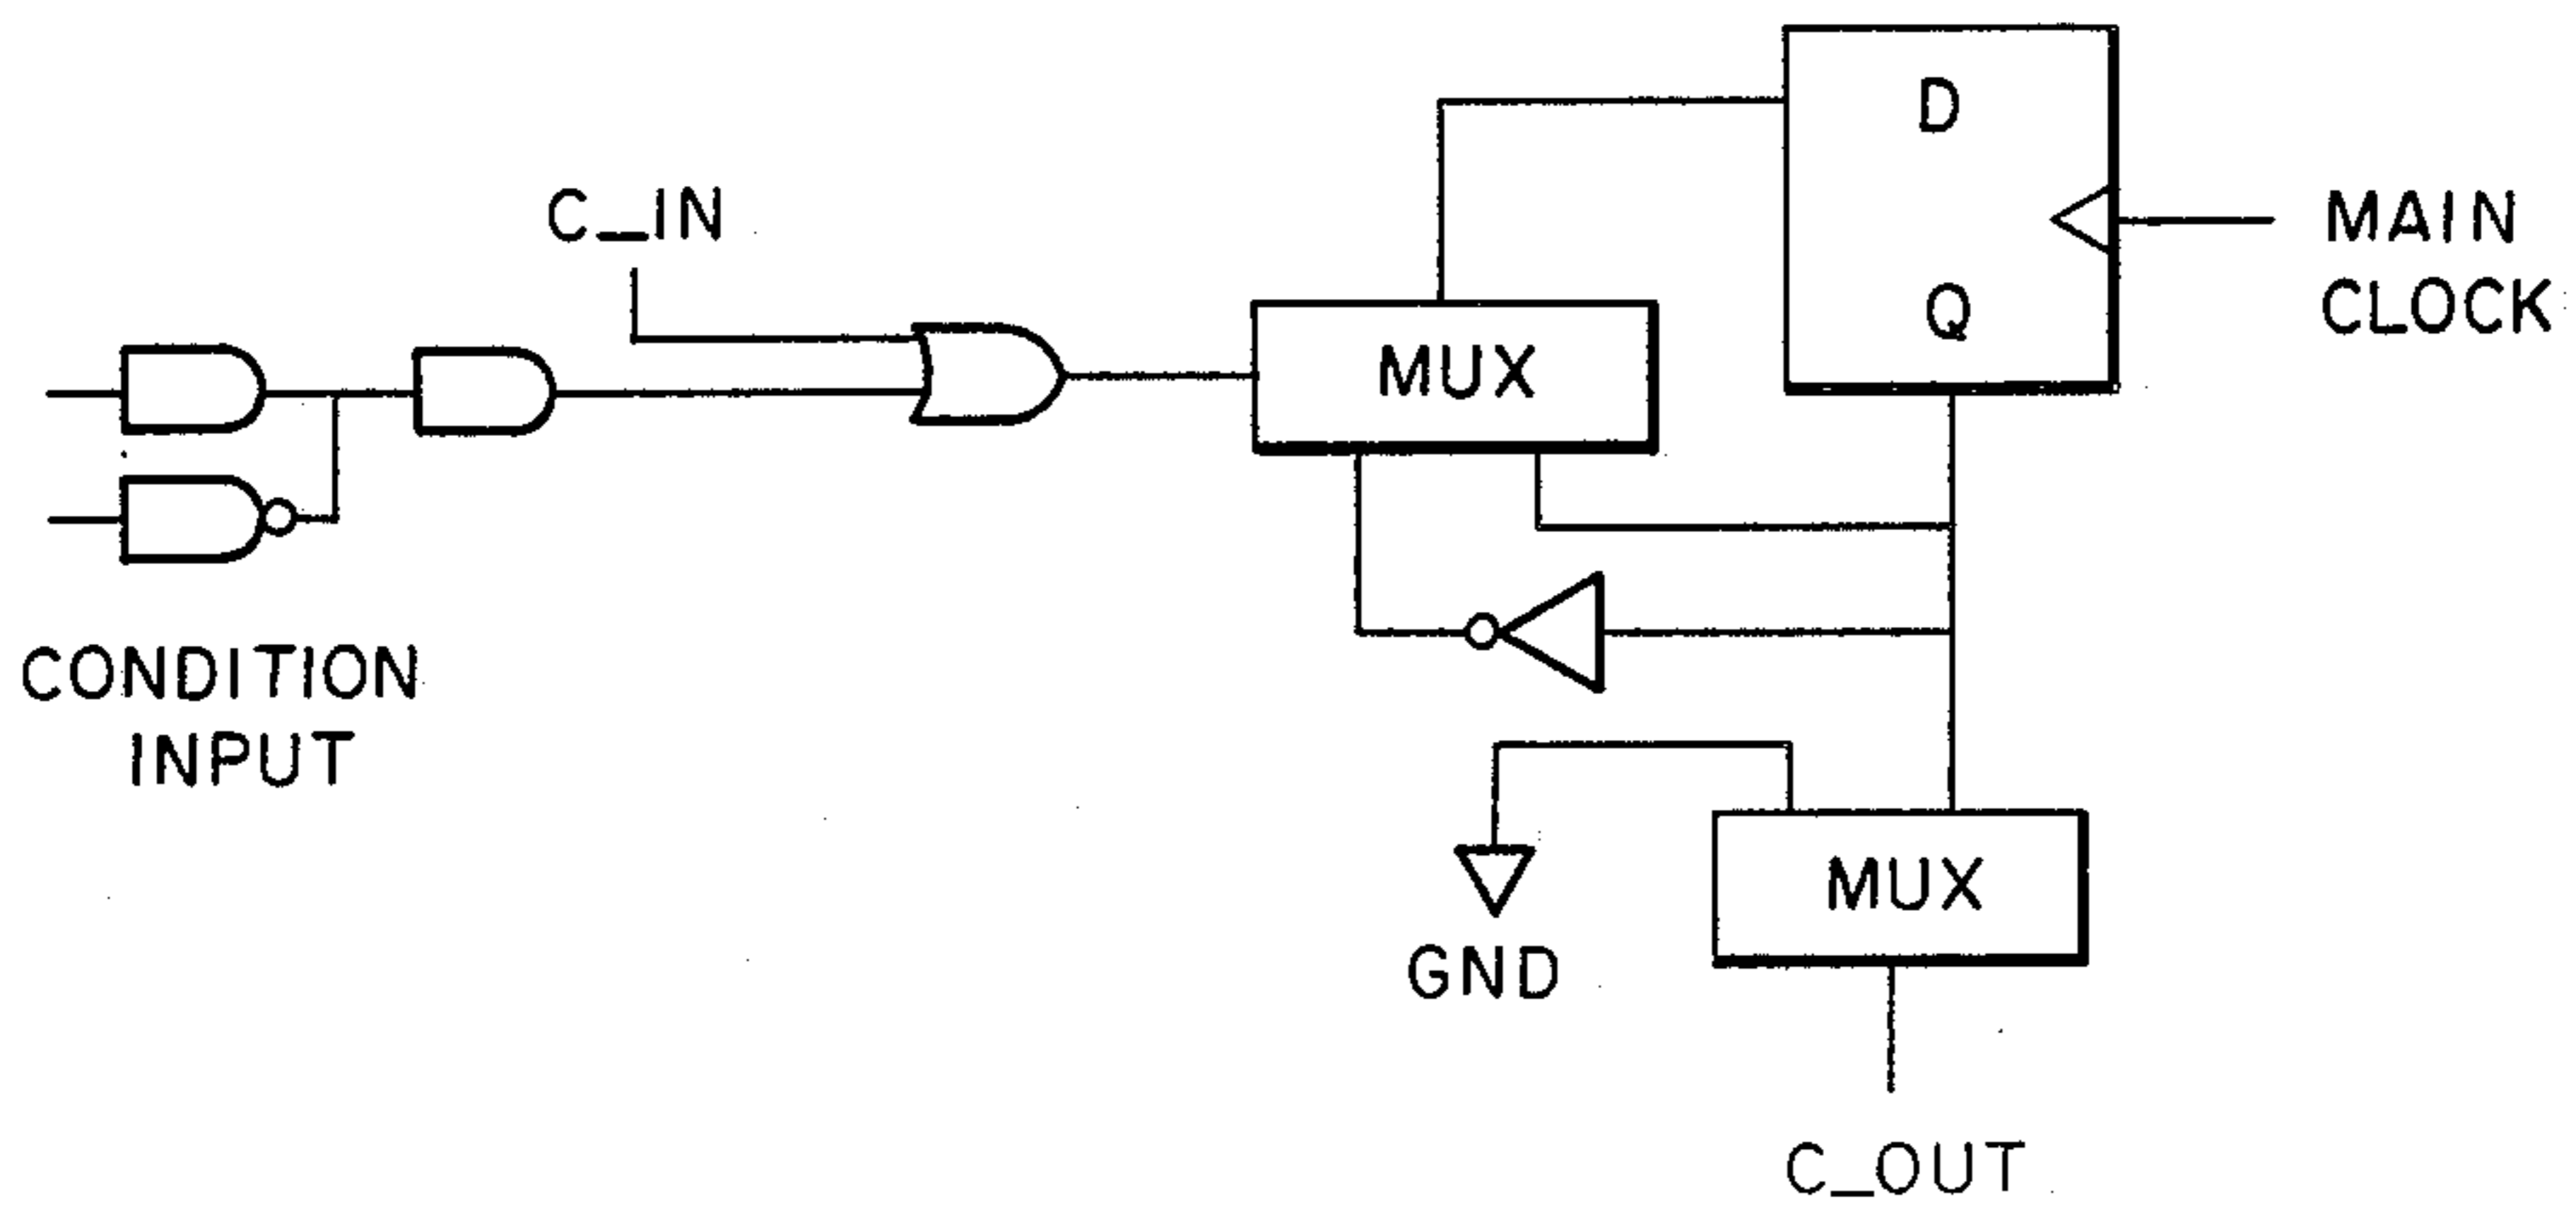 C_IN
D
Q
MAIN
CLOCK
MUX
CONDITION
INPUT
GND
MUX
C_OUT